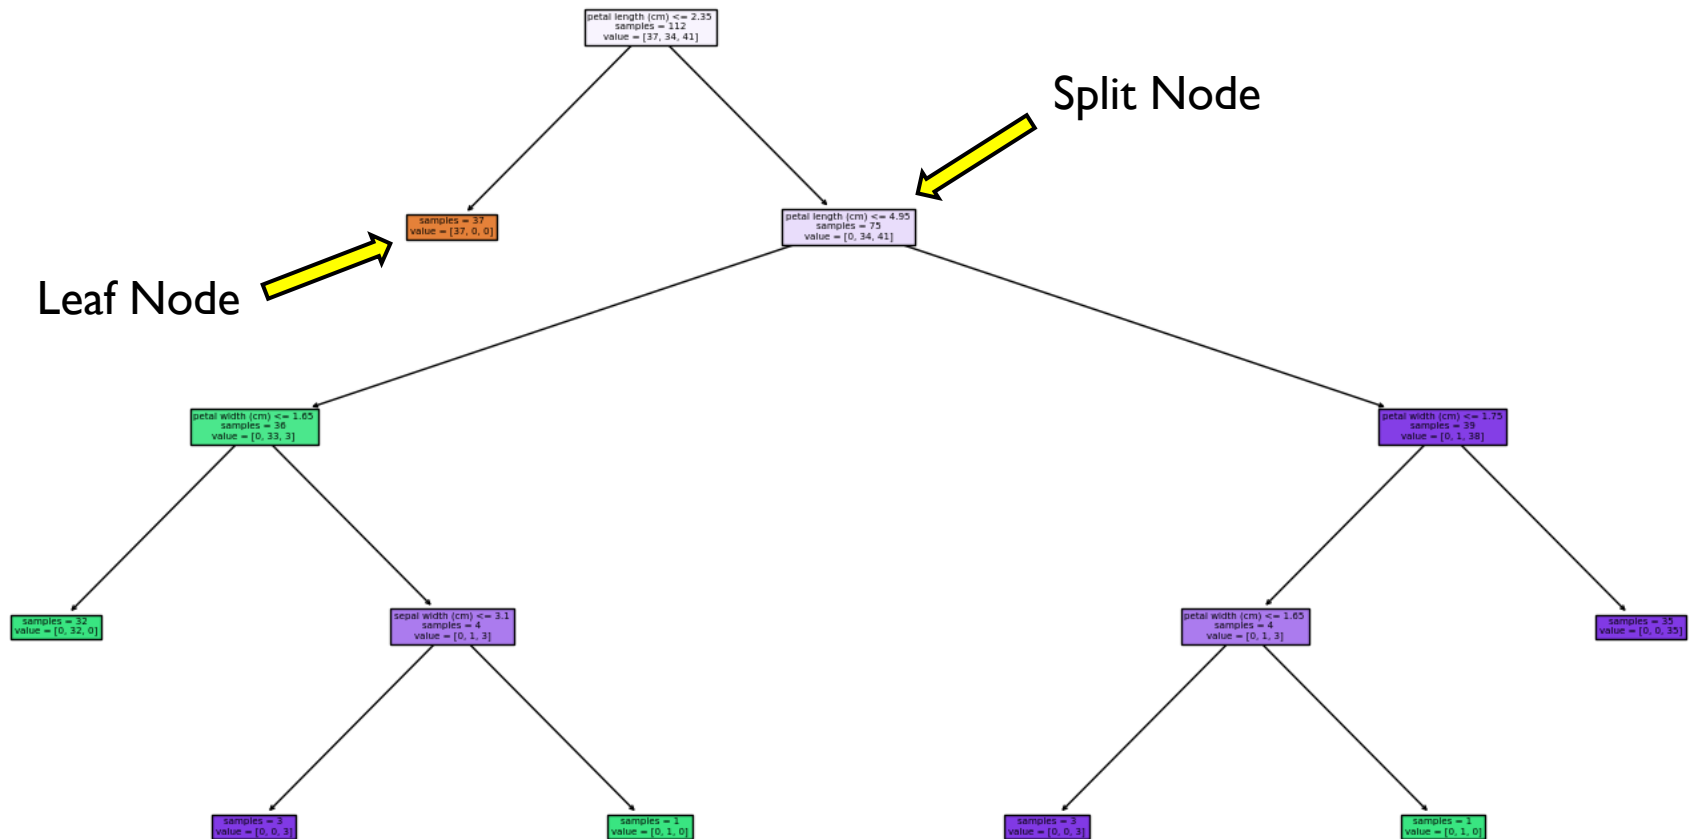 petal length (cm) <= 2.35
samples = 112
value = [37, 34, 41]
Split Node
samples = 37
value = [37, 0, 0]
petal length (cm) <= 4.95
samples = 75
value = [0, 34, 41]
Leaf Node
petal width (cm) <= 1.65
samples = 36
value = [0, 33, 3]
petal width (cm) <= 1.75
samples = 39
value = [0, 1, 38]
samples = 32
value = [0, 32, 0]
sepal width (cm) <= 3.1
samples = 4
value = [0, 1, 3]
petal width (cm) <= 1.65
samples = 4
value = [0, 1, 3]
samples = 35
value = [0, 0, 35]
samples = 3
value = [0, 0, 3]
samples = 1
value = [0, 1, 0]
samples = 3
value = [0, 0, 3]
samples = 1
value = [0, 1, 0]